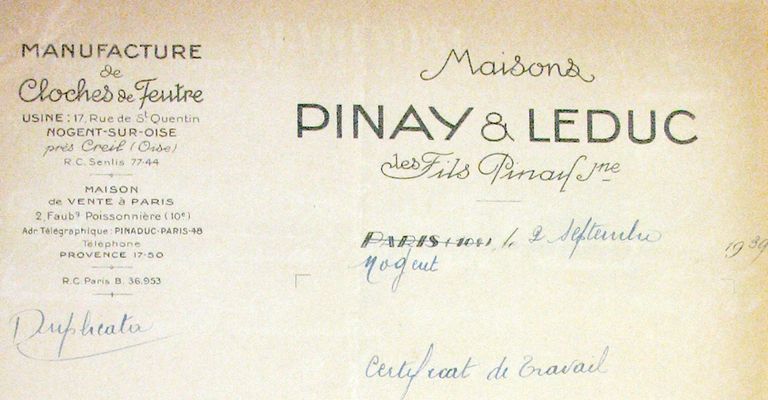 MANUFACTURE
de
Cloches de Feutre
USINE : 17, Rue de St Quentin
NOGENT-SUR-OISE
près Creil (Oise)
R.C. Senlis 77-44
MAISON
de VENTE à PARIS
2, Faubg Poissonnière (10e)
Adr. Télégraphique : PINADUC-PARIS-48
Téléphone
PROVENCE 17-50
R.C. Paris B. 36.953
Duplicata
Maisons
PINAY & LEDUC
les Fils Pinay Jne
PARIS (10e), le 2 Septembre 1939
Nogent
Certificat de Travail